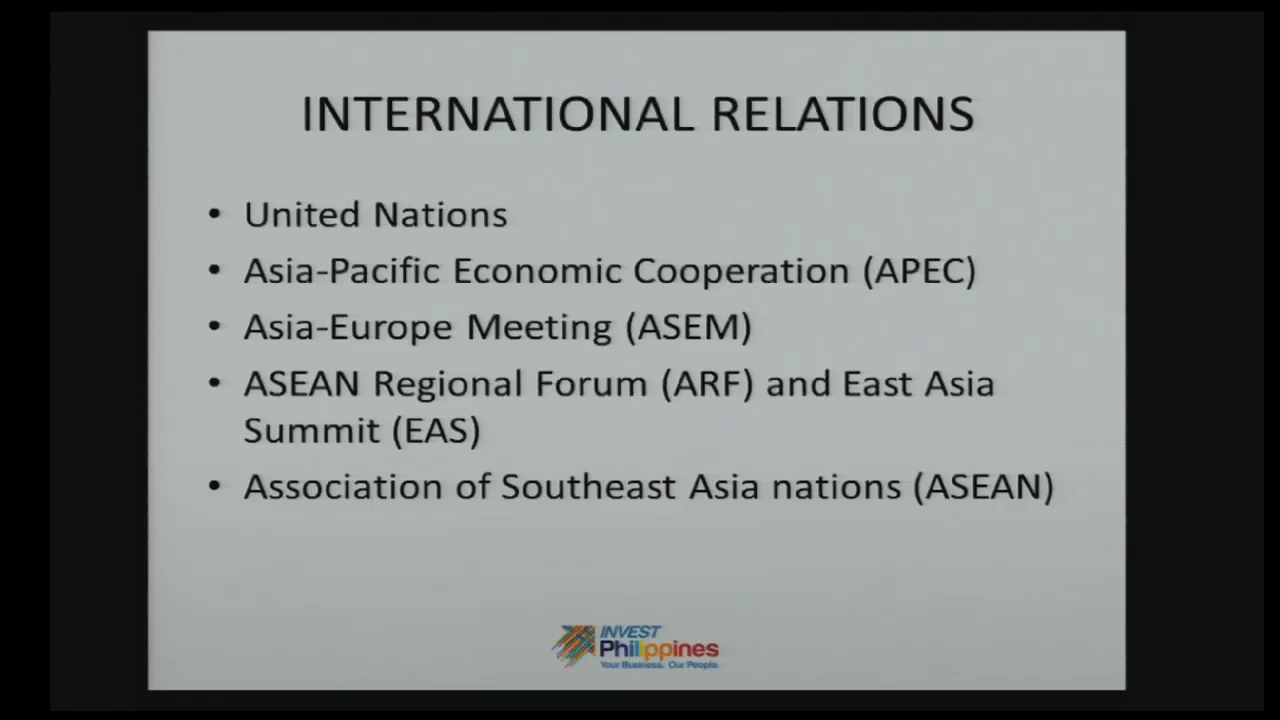 INTERNATIONAL RELATIONS
• United Nations
• Asia-Pacific Economic Cooperation (APEC)
• Asia-Europe Meeting (ASEM)
• ASEAN Regional Forum (ARF) and East Asia
Summit (EAS)
• Association of Southeast Asia nations (ASEAN)
INVEST
Philippines
Your Business. Our People.